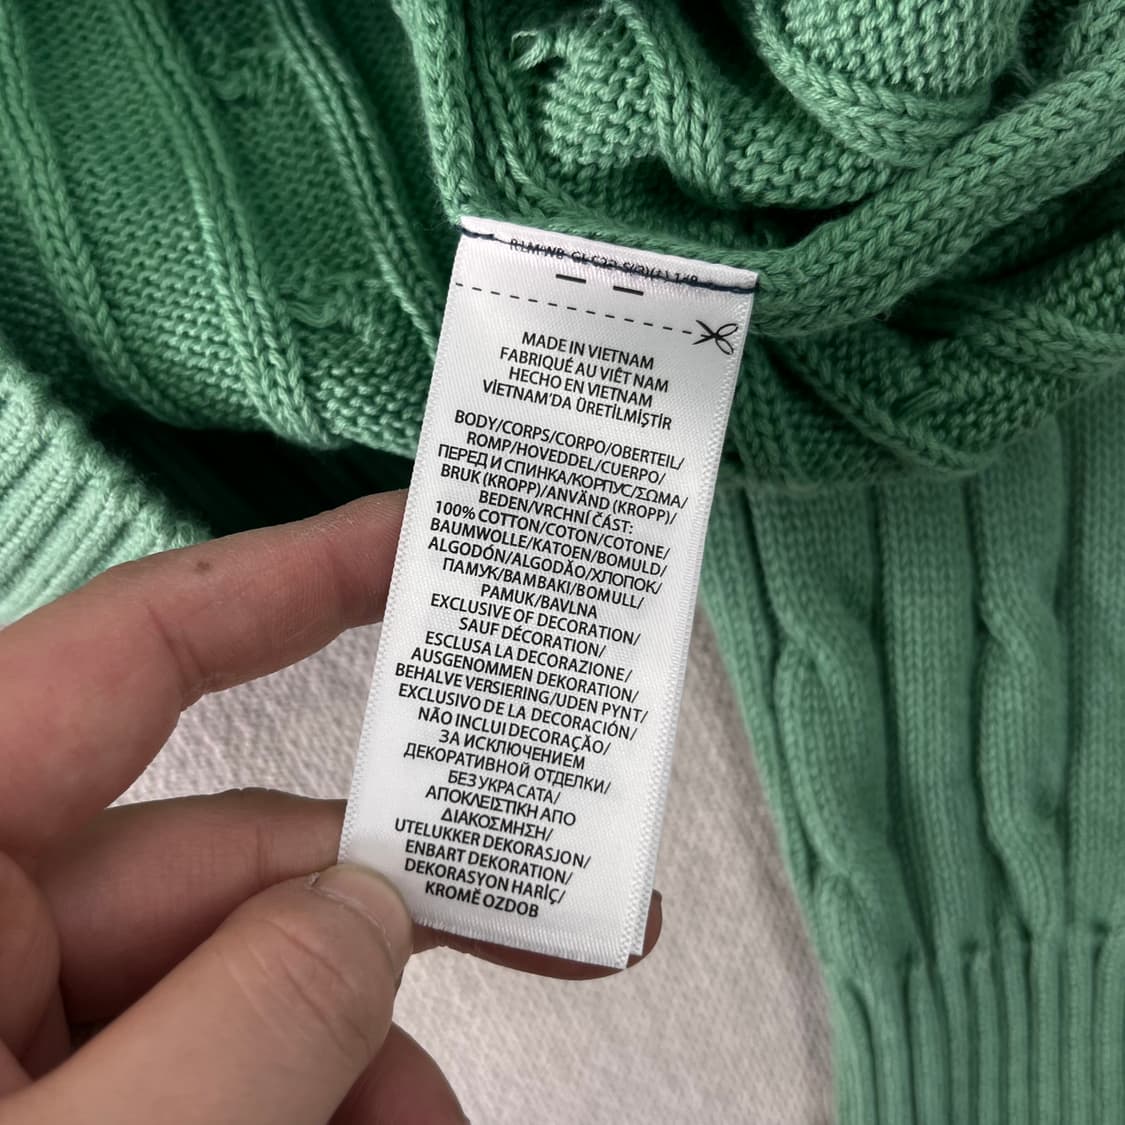 MADE IN VIETNAM
FABRIQUÉ AU VIÊT NAM
HECHO EN VIETNAM
VİETNAM'DA ÜRETİLMİŞTİR
BODY/CORPS/CORPO/OBERTEIL/
ROMP/HOVEDDEL/CUERPO/
ПЕРЕД И СПИНКА/КОРПУС/ΣΩΜΑ/
BRUK (KROPP)/ANVÄND (KROPP)/
BEDEN/VRCHNÍ ČÁST:
100% COTTON/COTON/COTONE/
BAUMWOLLE/KATOEN/BOMULD/
ALGODÓN/ALGODÃO/ХЛОПОК/
ПАМУК/ΒΑΜΒΑΚΙ/BOMULL/
PAMUK/BAVLNA
EXCLUSIVE OF DECORATION/
SAUF DÉCORATION/
ESCLUSA LA DECORAZIONE/
AUSGENOMMEN DEKORATION/
BEHALVE VERSIERING/UDEN PYNT/
EXCLUSIVO DE LA DECORACIÓN/
NÃO INCLUI DECORAÇÃO/
ЗА ИСКЛЮЧЕНИЕМ
ДЕКОРАТИВНОЙ ОТДЕЛКИ/
БЕЗ УКРАСАТА/
ΑΠΟΚΛΕΙΣΤΙΚΗ ΑΠΟ
ΔΙΑΚΟΣΜΗΣΗ/
UTELUKKER DEKORASJON/
ENBART DEKORATION/
DEKORASYON HARİÇ/
KROMĚ OZDOB